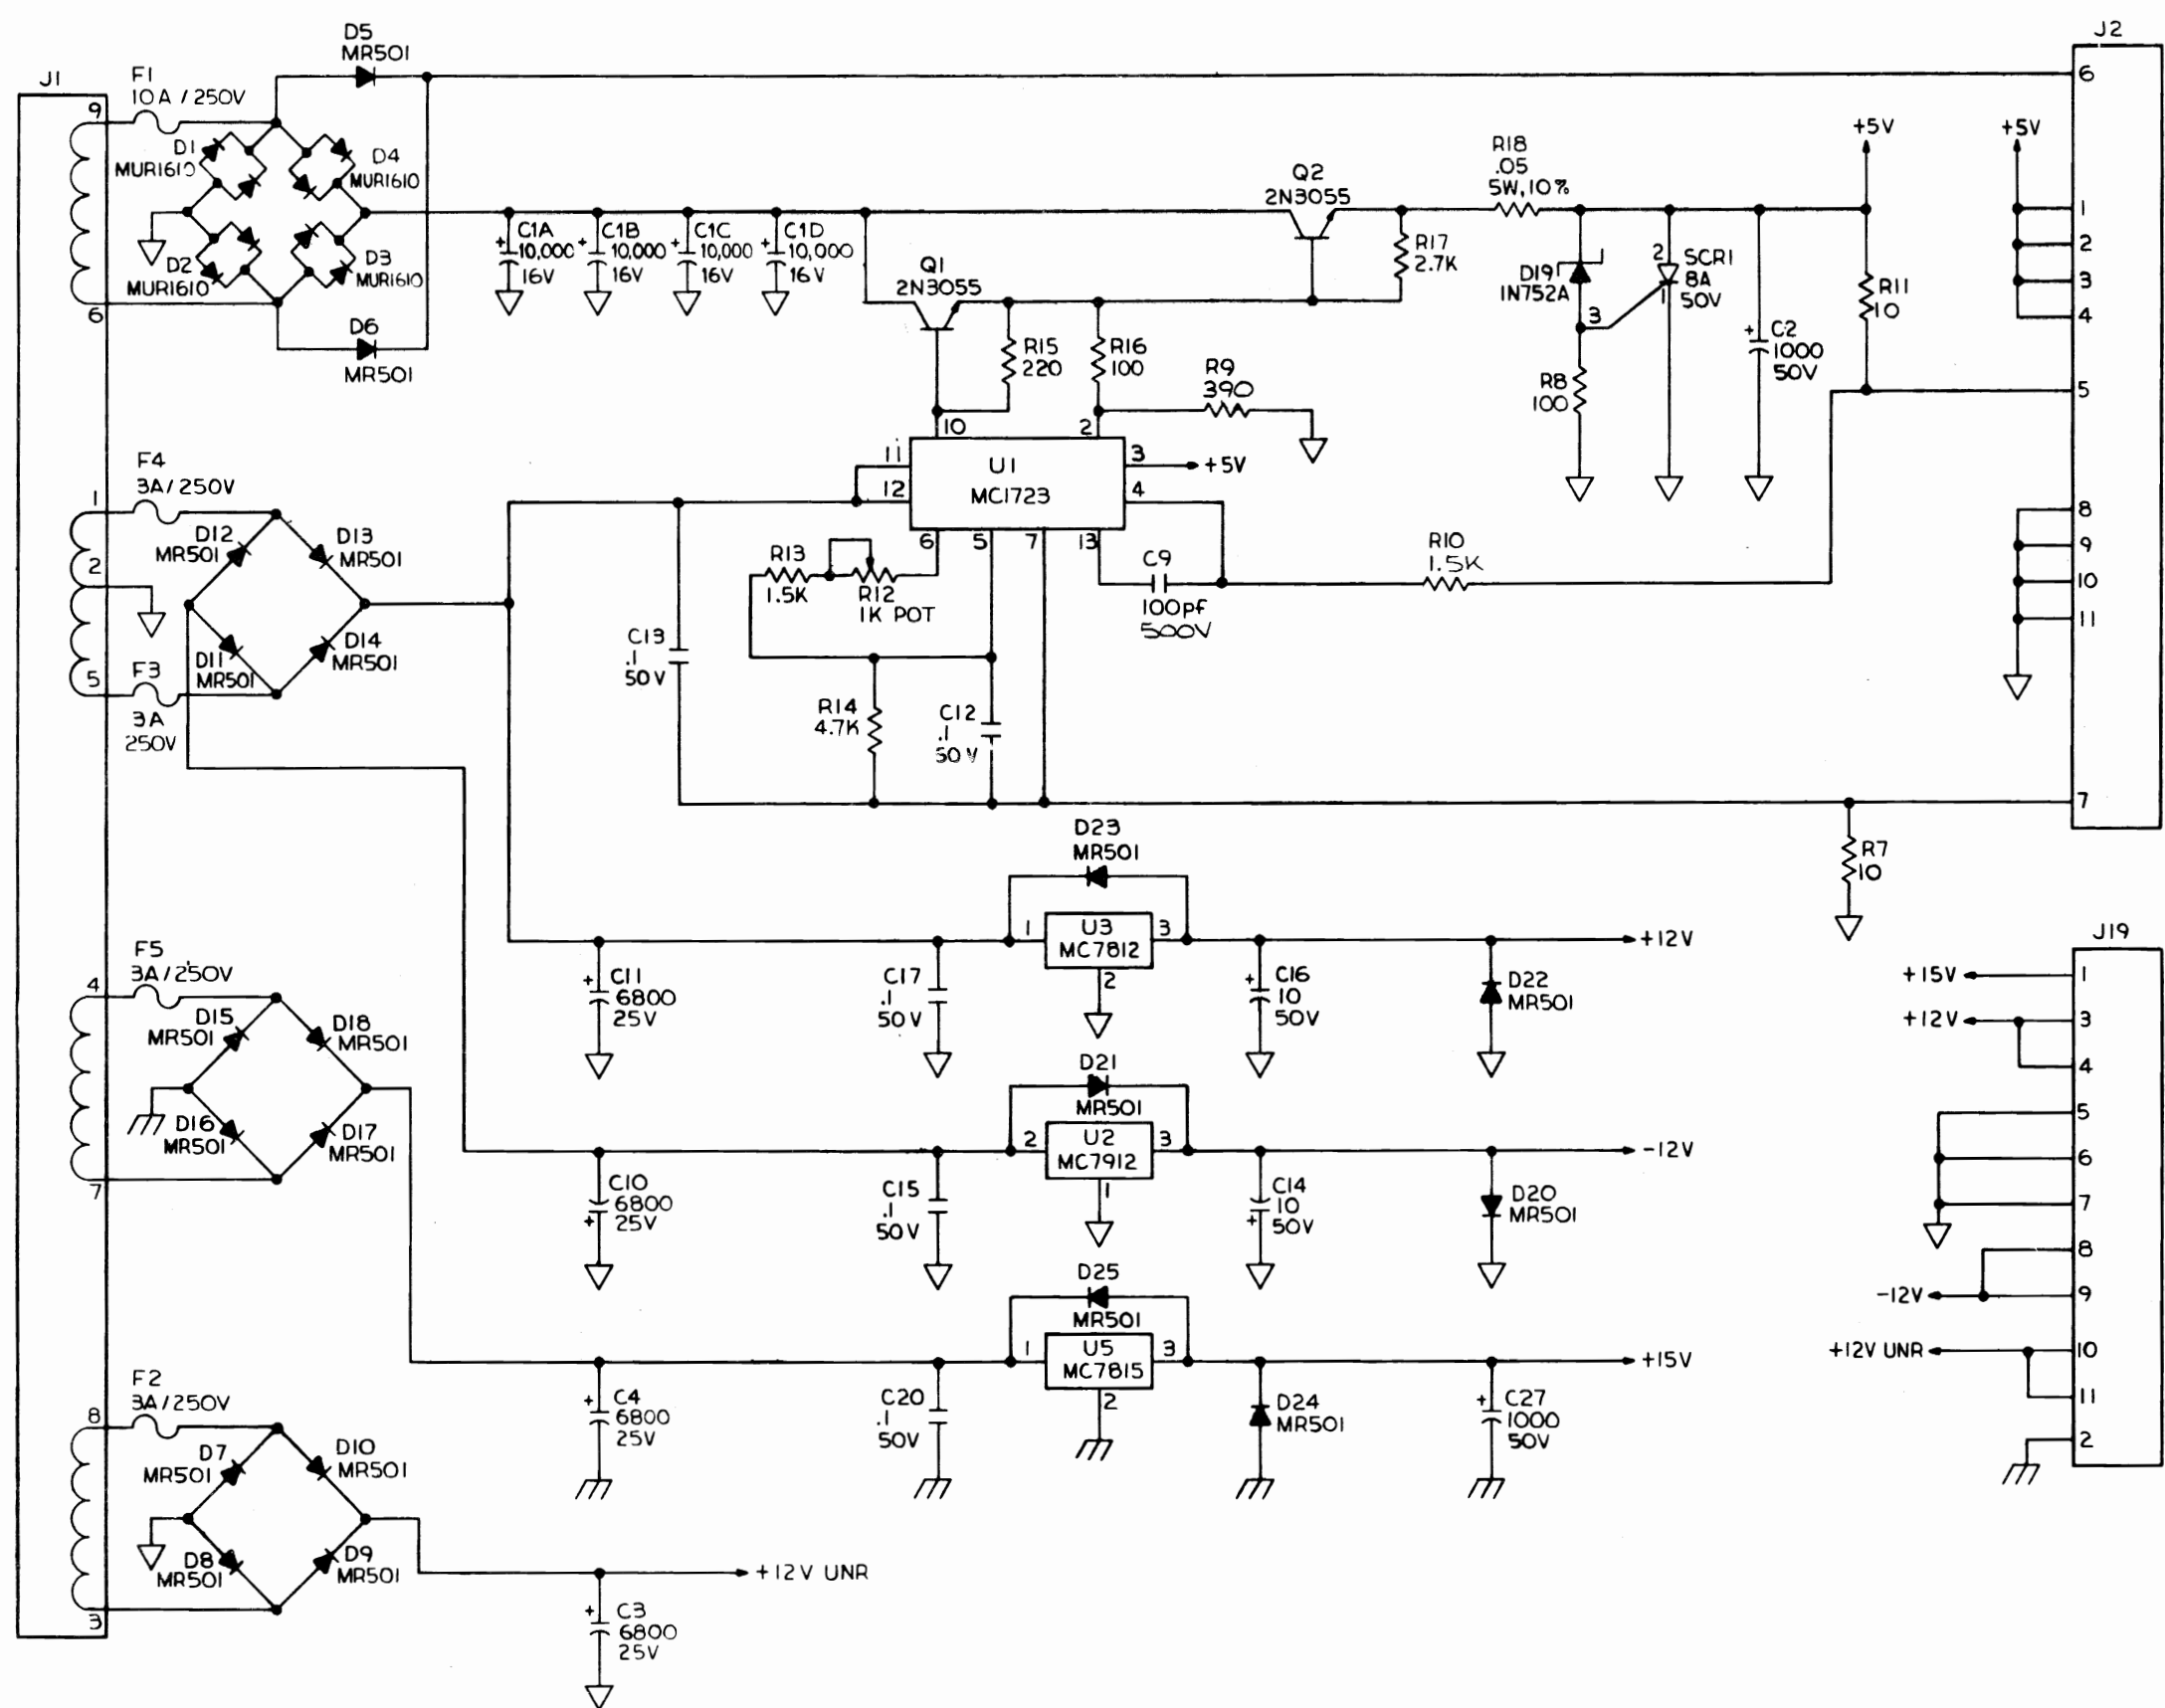 J1
9
6
1
2
5
4
7
8
3
F1
10A / 250V
D5
MR501
D1
MUR1610
D4
MUR1610
D2
MUR1610
D3
MUR1610
D6
MR501
C1A
+
10,000
16V
C1B
+
10,000
16V
C1C
+
10,000
16V
C1D
+
10,000
16V
Q1
2N3055
Q2
2N3055
R18
.05
5W, 10%
R17
2.7K
D19
1N752A
3
2
1
SCR1
8A
50V
R8
100
+
C2
1000
50V
R11
10
+5V
+5V
J2
6
1
2
3
4
5
8
9
10
11
7
R15
220
R16
100
R9
390
10
2
11
12
U1
MC1723
3
+5V
4
6
5
7
13
F4
3A/250V
D12
MR501
D13
MR501
D11
MR501
D14
MR501
F3
3A
250V
R13
1.5K
R12
1K POT
C9
100pf
500V
R10
1.5K
C13
.1
50V
R14
4.7K
C12
.1
50V
R7
10
D23
MR501
1
U3
MC7812
3
2
+
C11
6800
25V
C17
.1
50V
+
C16
10
50V
D22
MR501
+12V
F5
3A/250V
D15
MR501
D18
MR501
D16
MR501
D17
MR501
D21
MR501
2
U2
MC7912
3
1
C10
6800
+
25V
C15
.1
50V
C14
10
+
50V
D20
MR501
-12V
D25
MR501
1
U5
MC7815
3
2
+
C4
6800
25V
C20
.1
50V
D24
MR501
+
C27
1000
50V
+15V
F2
3A/250V
D7
MR501
D10
MR501
D8
MR501
D9
MR501
+12V UNR
+
C3
6800
25V
J19
+15V
1
+12V
3
4
5
6
7
8
-12V
9
+12V UNR
10
11
2